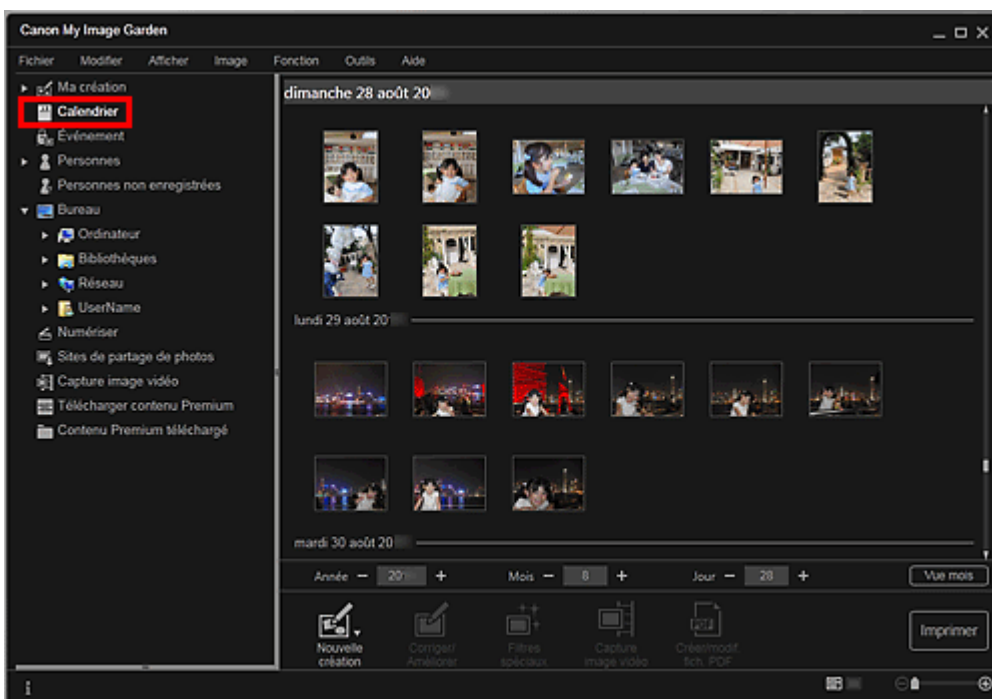 Canon My Image Garden
Fichier Modifier Afficher Image Fonction Outils Aide
Ma création
Calendrier
Événement
Personnes
Personnes non enregistrées
Bureau
Ordinateur
Bibliothèques
Réseau
UserName
Numériser
Sites de partage de photos
Capture image vidéo
Télécharger contenu Premium
Contenu Premium téléchargé
dimanche 28 août 20
lundi 29 août 20
mardi 30 août 20
Année 20 Mois 8 Jour 28 Vue mois
Nouvelle création
Corriger/Améliorer
Filtres spéciaux
Capture image vidéo
Créer/modif. fich. PDF
Imprimer